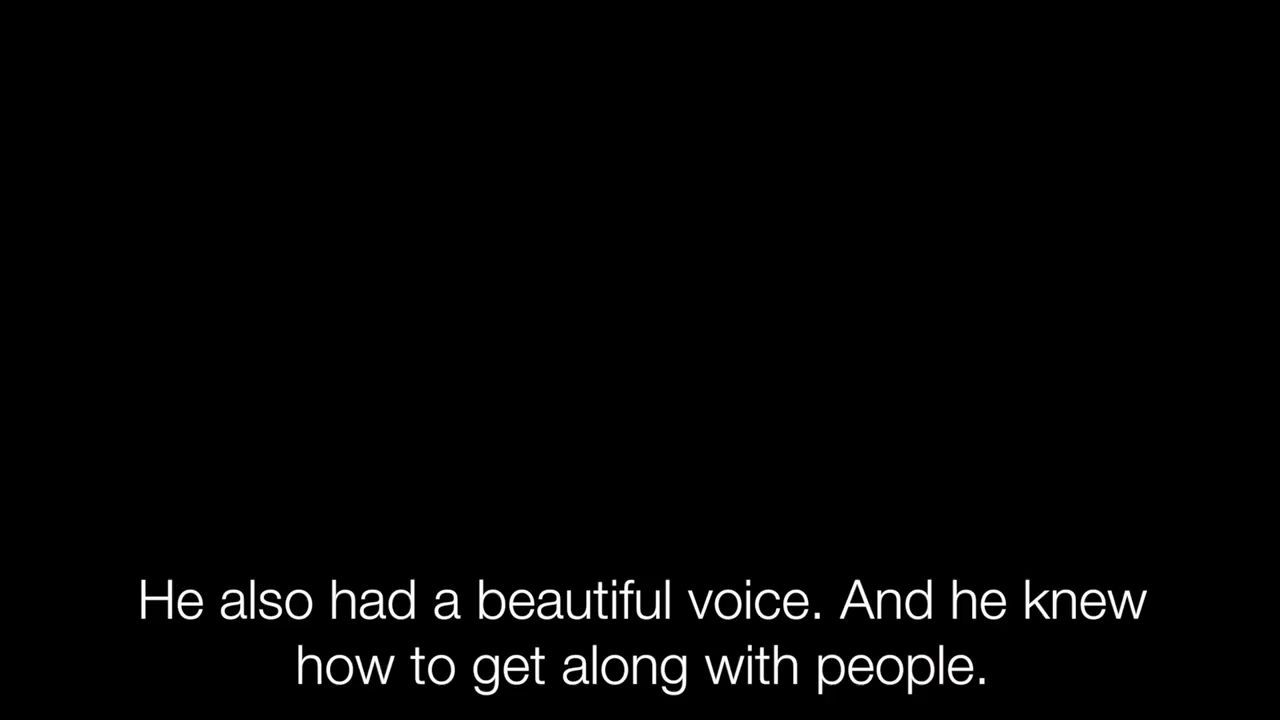 He also had a beautiful voice. And he knew
how to get along with people.